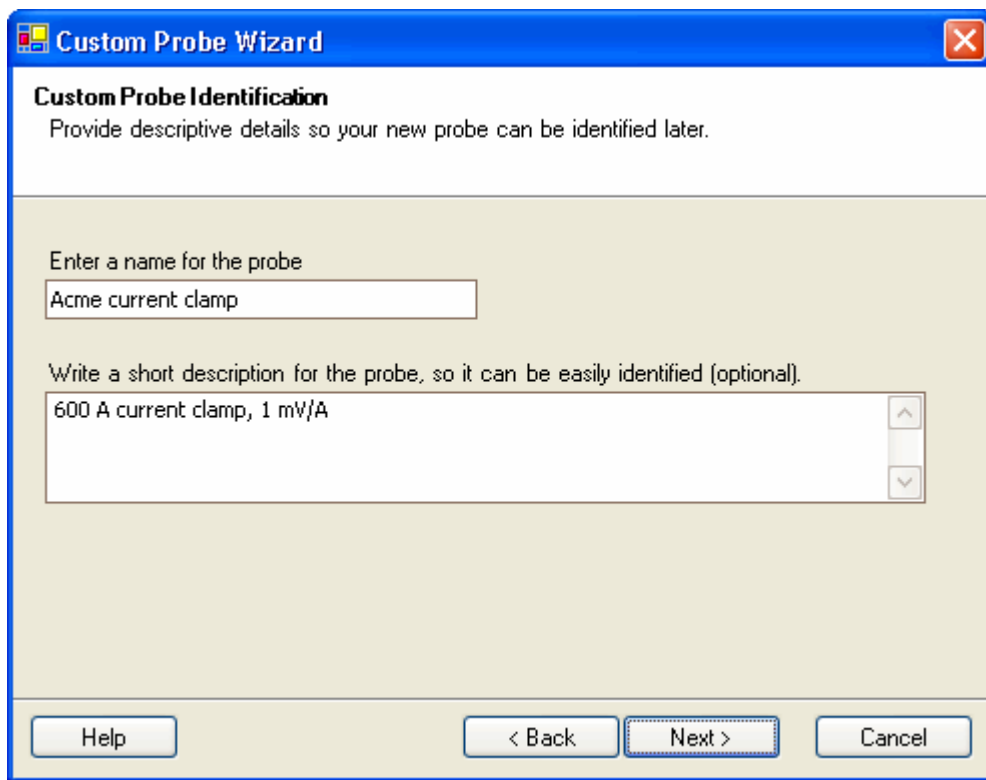 Custom Probe Wizard
Custom Probe Identification
Provide descriptive details so your new probe can be identified later.
Enter a name for the probe
Acme current clamp
Write a short description for the probe, so it can be easily identified (optional).
600 A current clamp, 1 mV/A
Help
< Back
Next >
Cancel